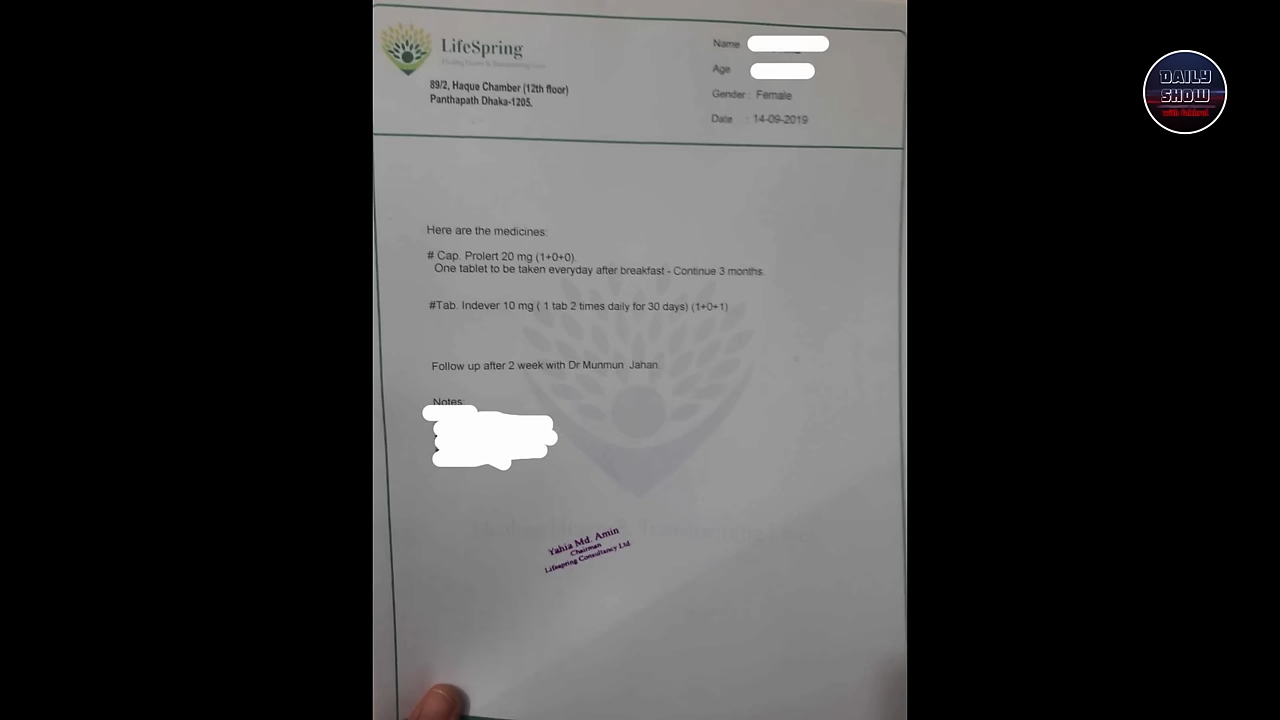 LifeSpring
89/2, Haque Chamber (12th floor)
Panthapath Dhaka-1205.
Name
Age
Gender : Female
Date : 14-09-2019
DAILY
SHOW
Here are the medicines:
# Cap. Prolert 20 mg (1+0+0).
One tablet to be taken everyday after breakfast - Continue 3 months.
#Tab. Indever 10 mg ( 1 tab 2 times daily for 30 days) (1+0+1)
Follow up after 2 week with Dr Munmun Jahan.
Notes:
Yahia Md. Amin
Chairman
Lifespring Consultancy Ltd.